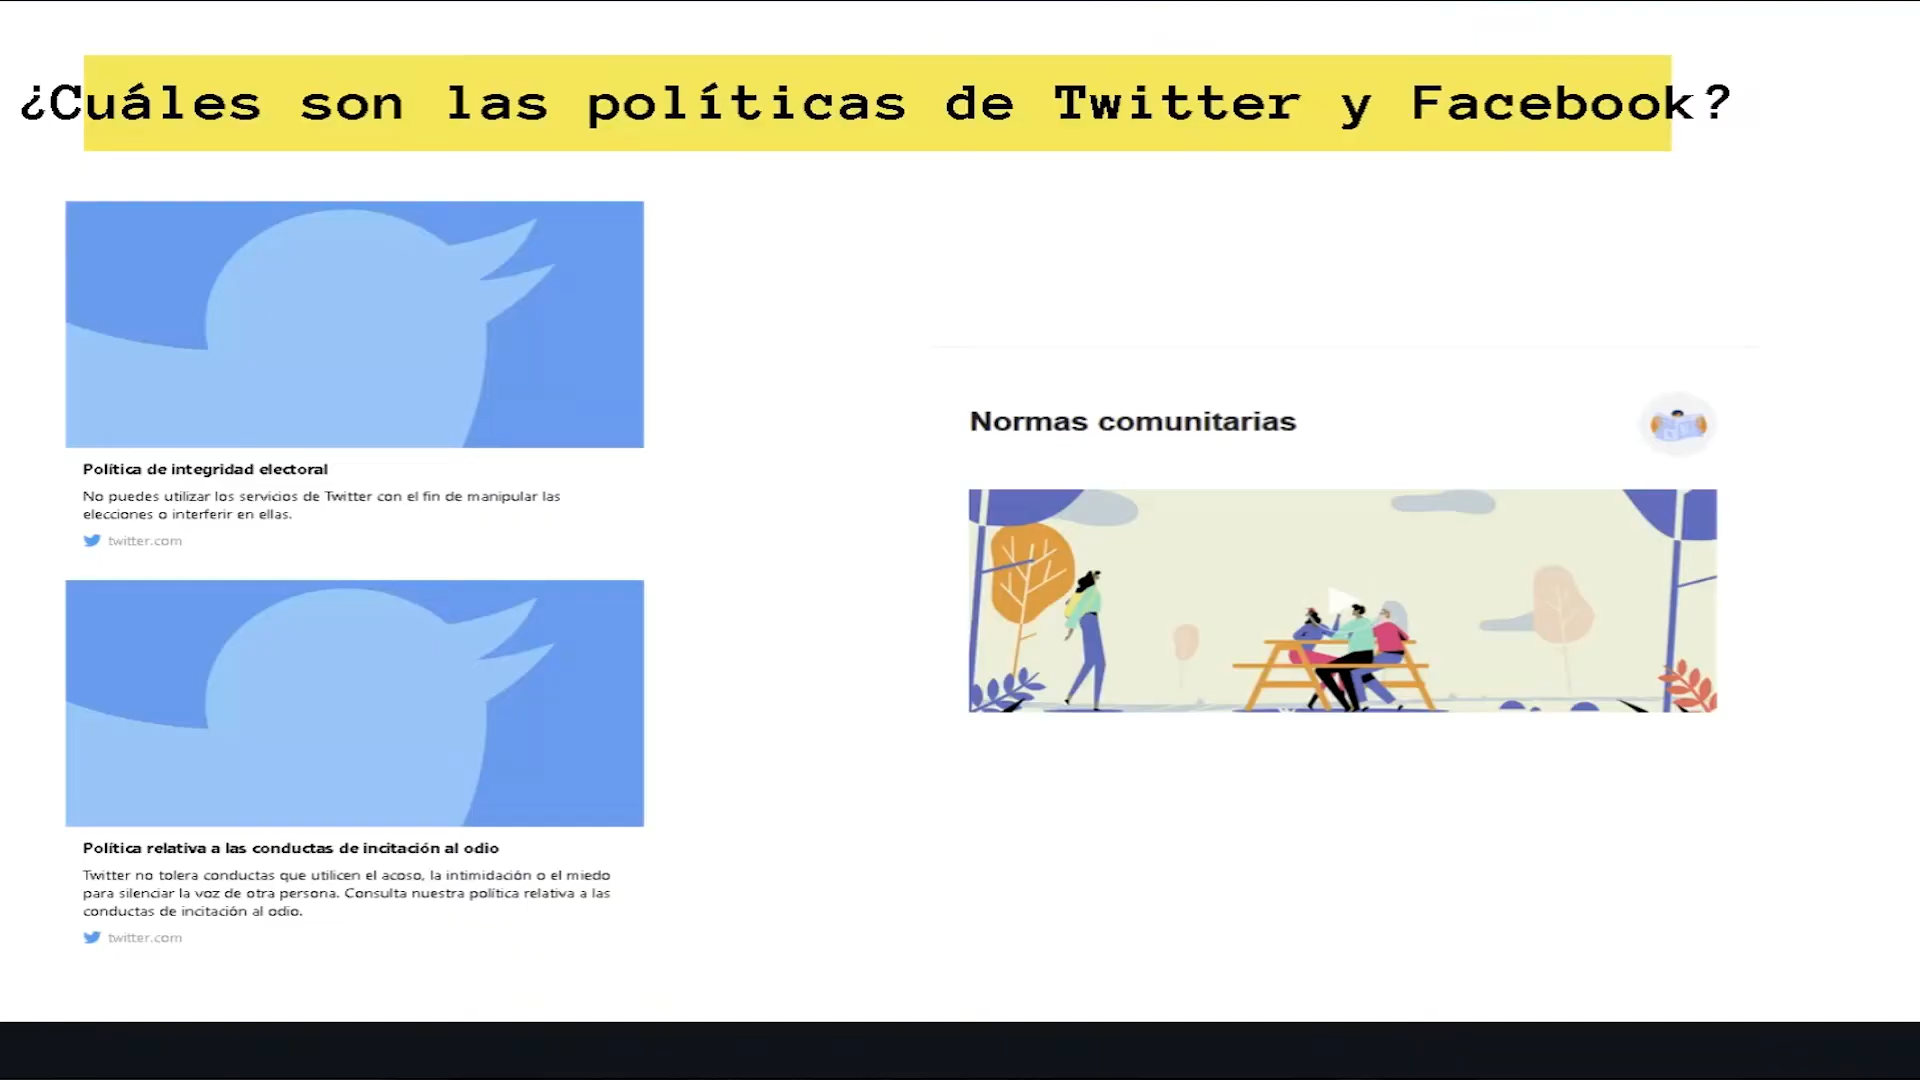 ¿Cuáles son las políticas de Twitter y Facebook?
Política de integridad electoral
No puedes utilizar los servicios de Twitter con el fin de manipular las
elecciones o interferir en ellas.
twitter.com
Política relativa a las conductas de incitación al odio
Twitter no tolera conductas que utilicen el acoso, la intimidación o el miedo
para silenciar la voz de otra persona. Consulta nuestra política relativa a las
conductas de incitación al odio.
twitter.com
Normas comunitarias